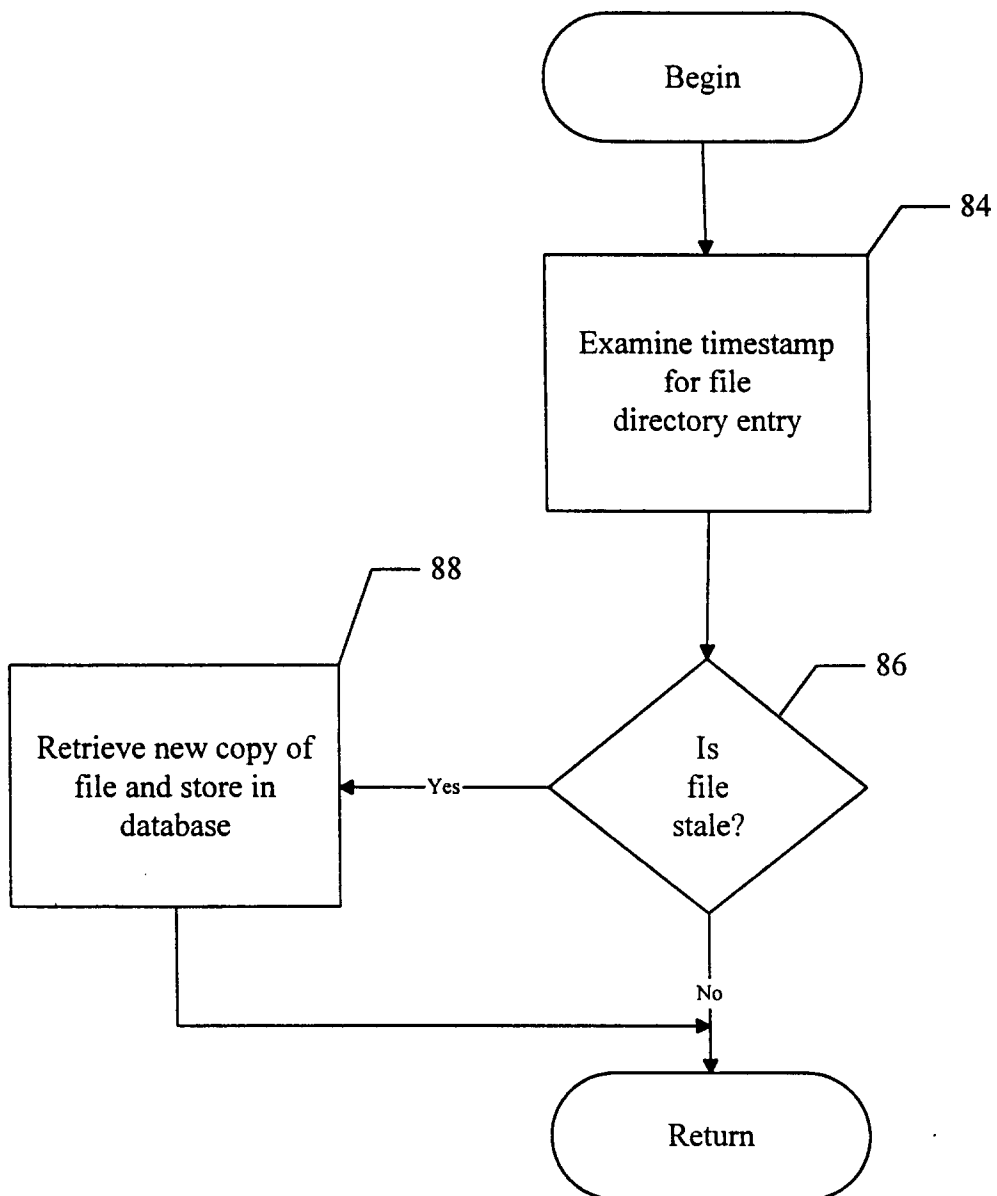 Begin
84
Examine timestamp
for file
directory entry
88
86
Retrieve new copy of
file and store in
database
Yes
Is
file
stale?
No
Return